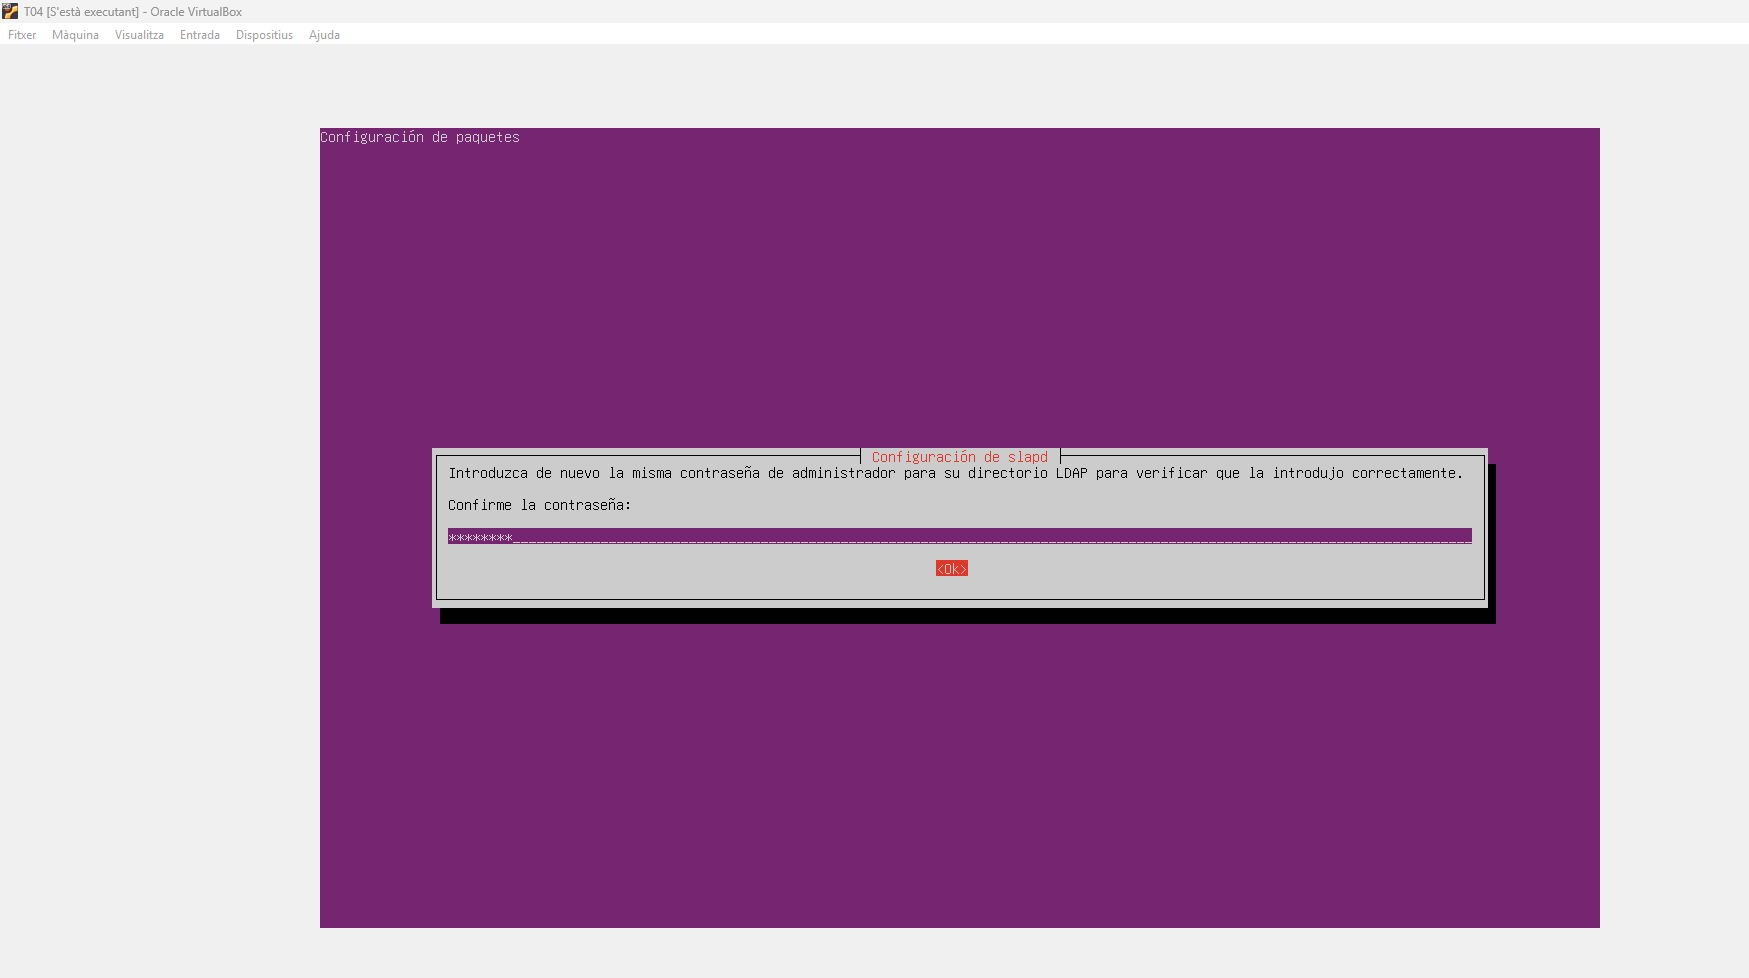 T04 [S'està executant] - Oracle VirtualBox
Fitxer Màquina Visualitza Entrada Dispositius Ajuda
Configuración de paquetes
Configuración de slapd
Introduzca de nuevo la misma contraseña de administrador para su directorio LDAP para verificar que la introdujo correctamente.
Confirme la contraseña:
********
<Ok>